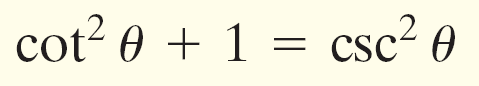 cot² θ + 1 = csc² θ